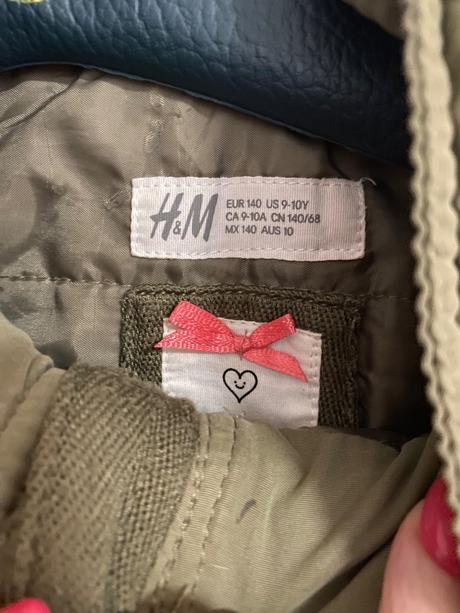 H&M
EUR 140 US 9-10Y
CA 9-10A CN 140/68
MX 140 AUS 10